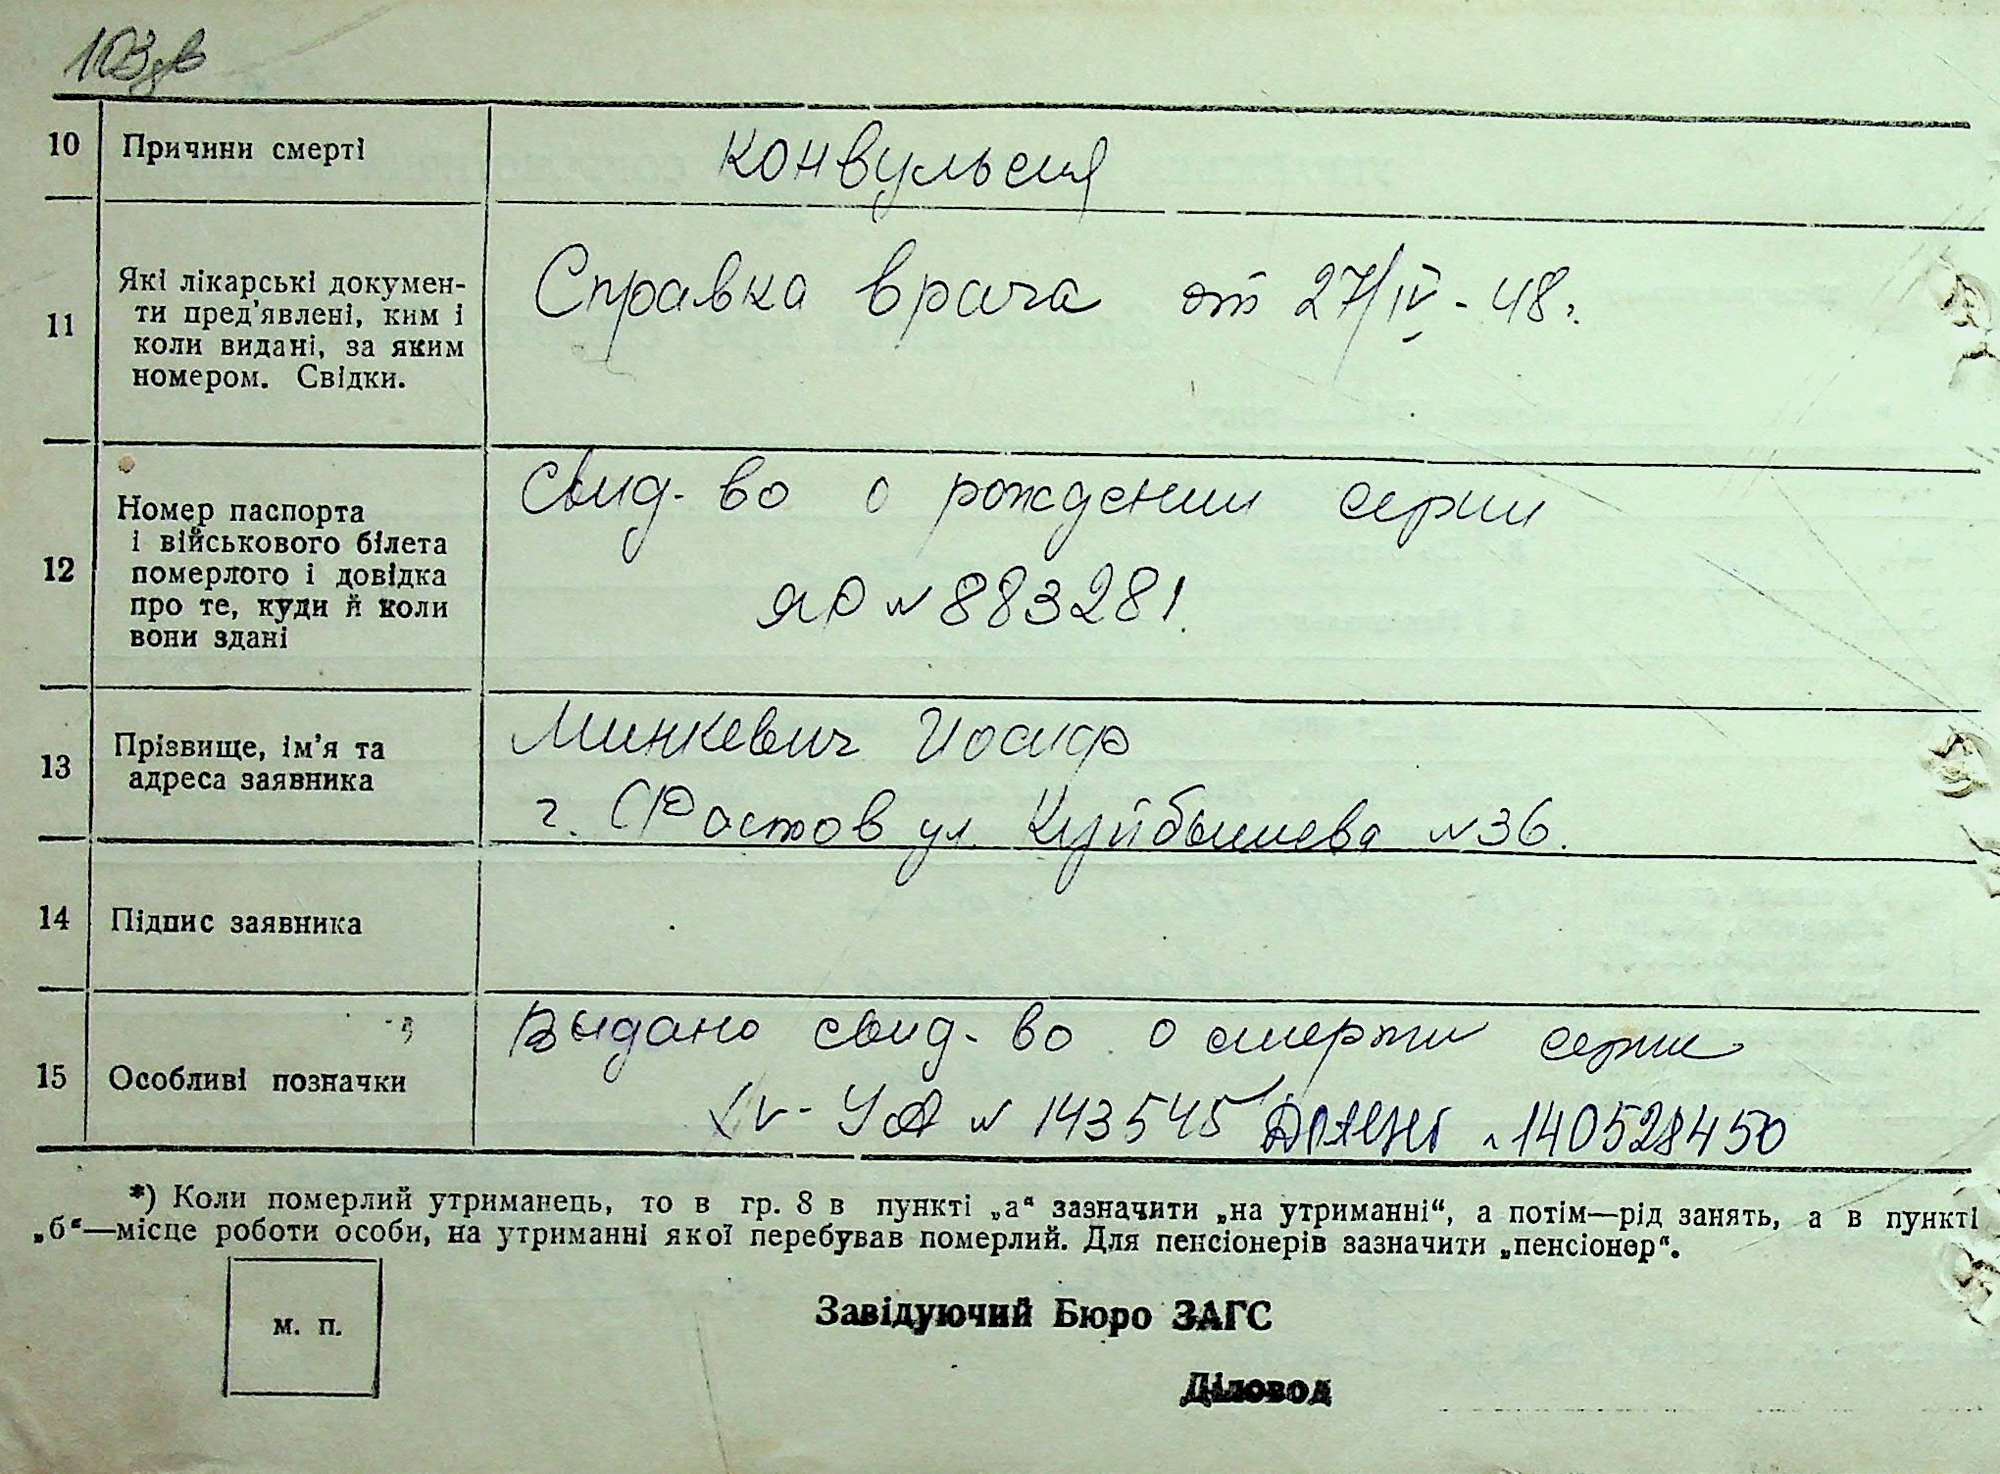 103 зв
10 Причини смерті конвульсия
11 Які лікарські докумен-
ти пред'явлені, ким і
коли видані, за яким
номером. Свідки.
Справка врача от 27/IV - 48 г.
12 Номер паспорта
і військового білета
померлого і довідка
про те, куди й коли
вони здані
Свид-во о рождении серии
ЯЮ № 883281.
13 Прізвище, ім'я та
адреса заявника
Минкевич Иосиф
г. Ростов ул. Куйбышева № 36.
14 Підпис заявника
15 Особливі позначки
Выдано свид-во о смерти серии
IV - УА № 143545 № 140528450
*) Коли померлий утриманець, то в гр. 8 в пункті „а“ зазначити „на утриманні“, а потім—рід занять, а в пункті
„б“—місце роботи особи, на утриманні якої перебував померлий. Для пенсіонерів зазначити „пенсіонер“.
М. П.
Завідуючий Бюро ЗАГС
Діловод